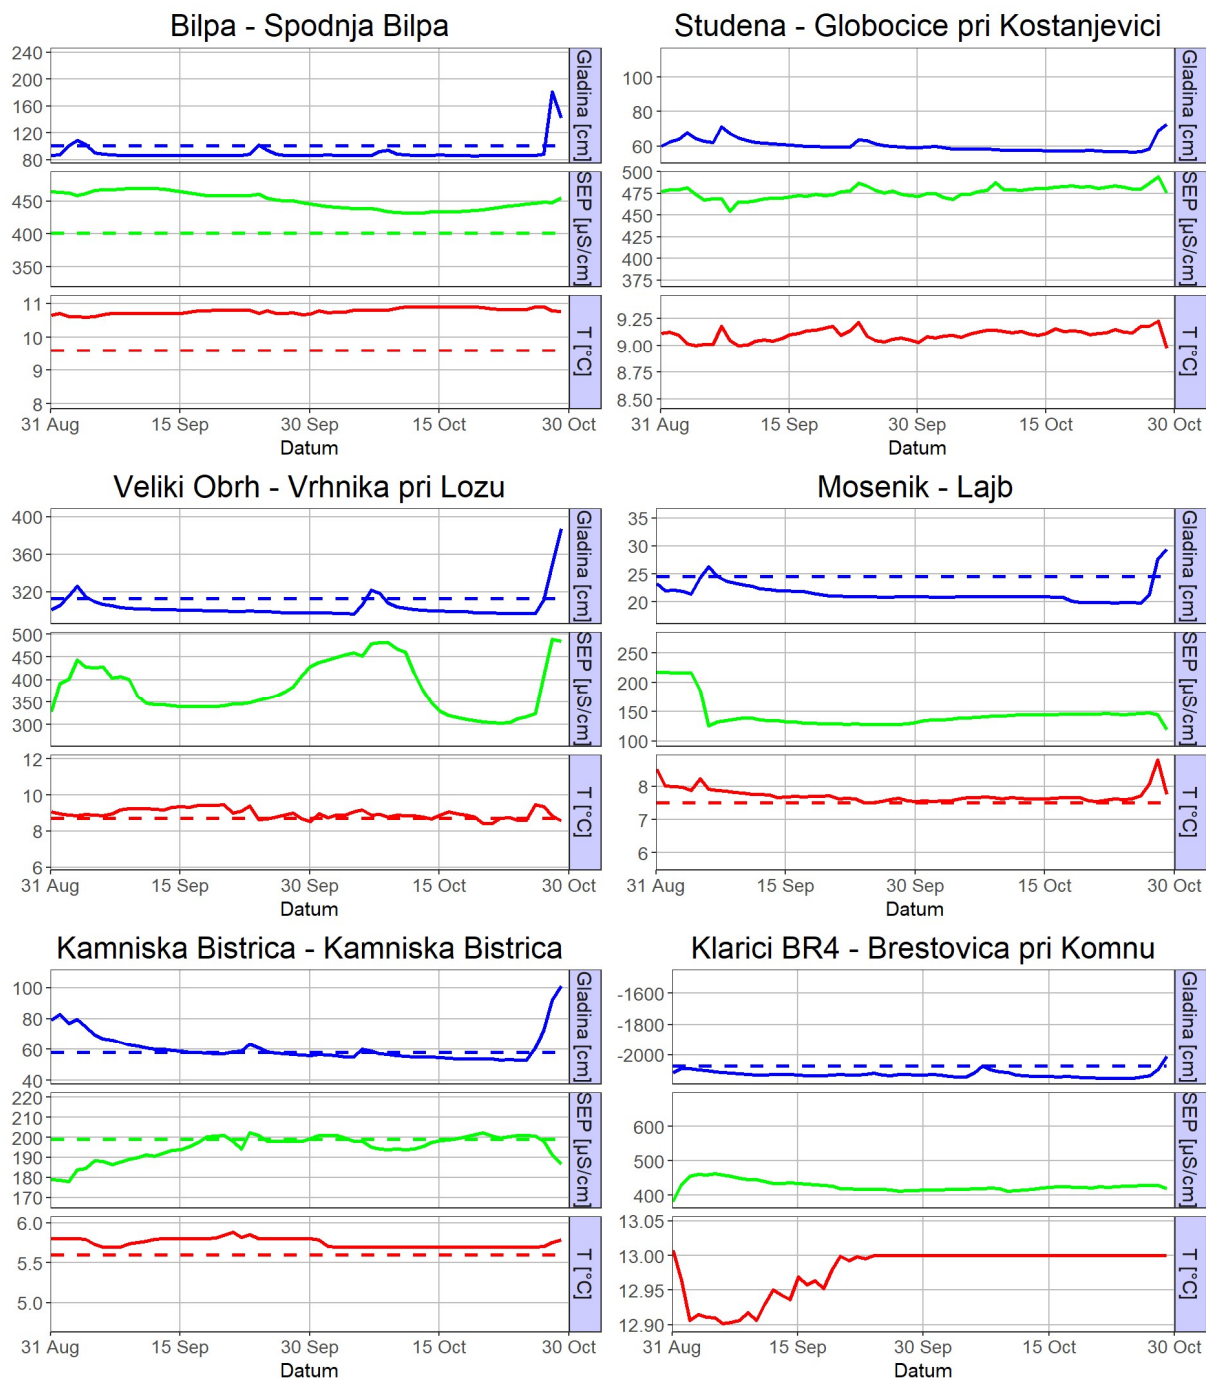 Bilpa - Spodnja Bilpa
240
200
160
120
80
Gladina [cm]
450
400
350
SEP [µS/cm]
11
10
9
8
T [°C]
31 Aug 15 Sep 30 Sep 15 Oct 30 Oct
Datum
Studena - Globocice pri Kostanjevici
100
80
60
Gladina [cm]
500
475
450
425
400
375
SEP [µS/cm]
9.25
9.00
8.75
8.50
T [°C]
31 Aug 15 Sep 30 Sep 15 Oct 30 Oct
Datum
Veliki Obrh - Vrhnika pri Lozu
400
360
320
Gladina [cm]
500
450
400
350
300
SEP [µS/cm]
12
10
8
6
T [°C]
31 Aug 15 Sep 30 Sep 15 Oct 30 Oct
Datum
Mosenik - Lajb
35
30
25
20
Gladina [cm]
250
200
150
100
SEP [µS/cm]
8
7
6
T [°C]
31 Aug 15 Sep 30 Sep 15 Oct 30 Oct
Datum
Kamniska Bistrica - Kamniska Bistrica
100
80
60
40
Gladina [cm]
220
210
200
190
180
170
SEP [µS/cm]
6.0
5.5
5.0
T [°C]
31 Aug 15 Sep 30 Sep 15 Oct 30 Oct
Datum
Klarici BR4 - Brestovica pri Komnu
-1600
-1800
-2000
Gladina [cm]
600
500
400
SEP [µS/cm]
13.05
13.00
12.95
12.90
T [°C]
31 Aug 15 Sep 30 Sep 15 Oct 30 Oct
Datum